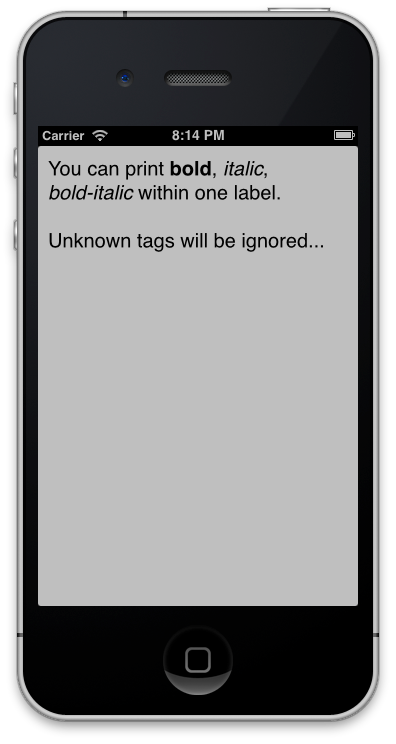 Carrier 8:14 PM
You can print bold, italic,
bold-italic within one label.
Unknown tags will be ignored...